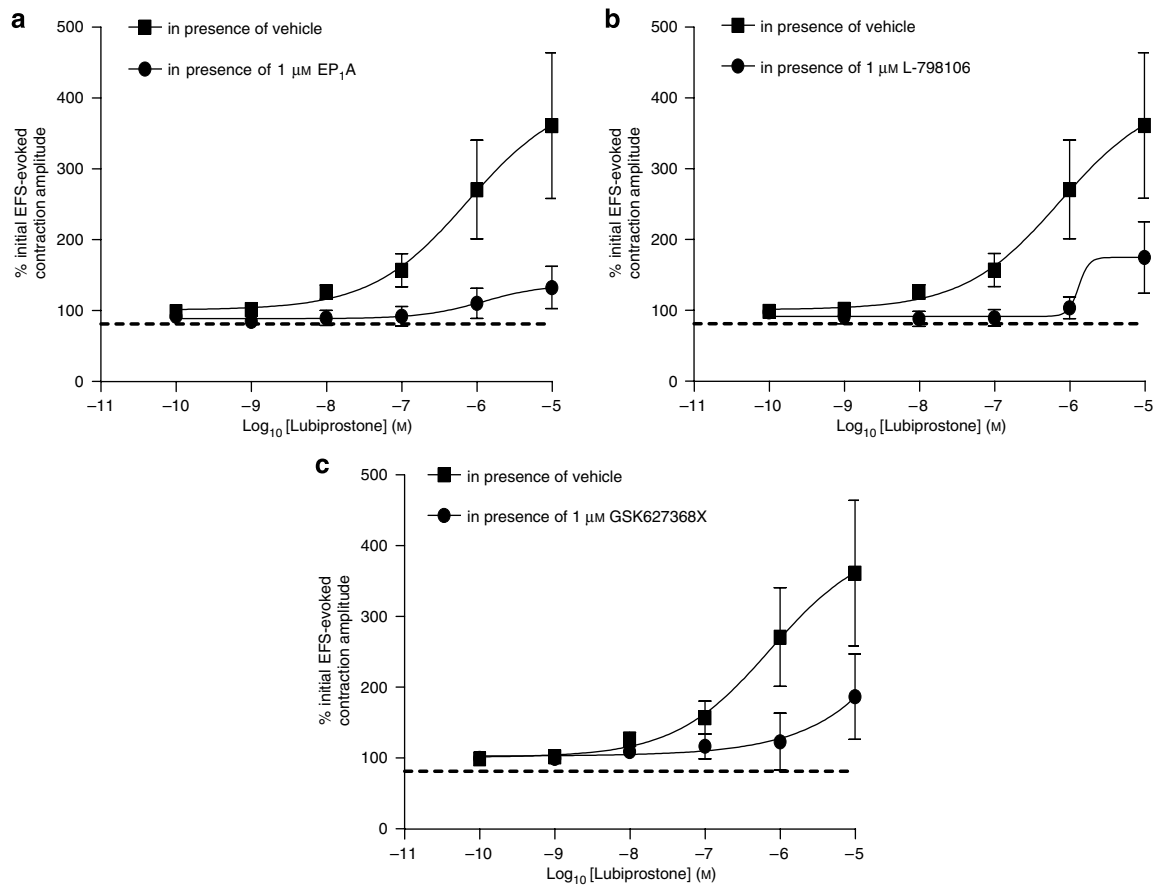 a
in presence of vehicle
in presence of 1 μM EP₁A
500
400
300
200
100
0
% initial EFS-evoked
contraction amplitude
–11 –10 –9 –8 –7 –6 –5
Log₁₀ [Lubiprostone] (M)
b
in presence of vehicle
in presence of 1 μM L-798106
500
400
300
200
100
0
% initial EFS-evoked
contraction amplitude
–11 –10 –9 –8 –7 –6 –5
Log₁₀ [Lubiprostone] (M)
c
in presence of vehicle
in presence of 1 μM GSK627368X
500
400
300
200
100
0
% initial EFS-evoked
contraction amplitude
–11 –10 –9 –8 –7 –6 –5
Log₁₀ [Lubiprostone] (M)